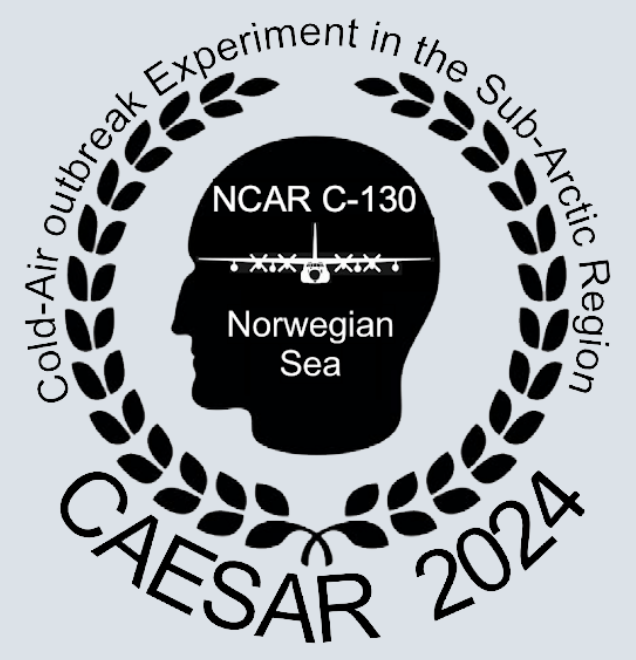 Cold-Air outbreak Experiment in the Sub-Arctic Region
NCAR C-130
Norwegian
Sea
CAESAR 2024